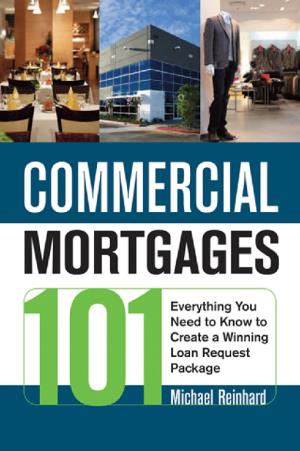 COMMERCIAL
MORTGAGES
101
Everything You
Need to Know to
Create a Winning
Loan Request
Package
Michael Reinhard